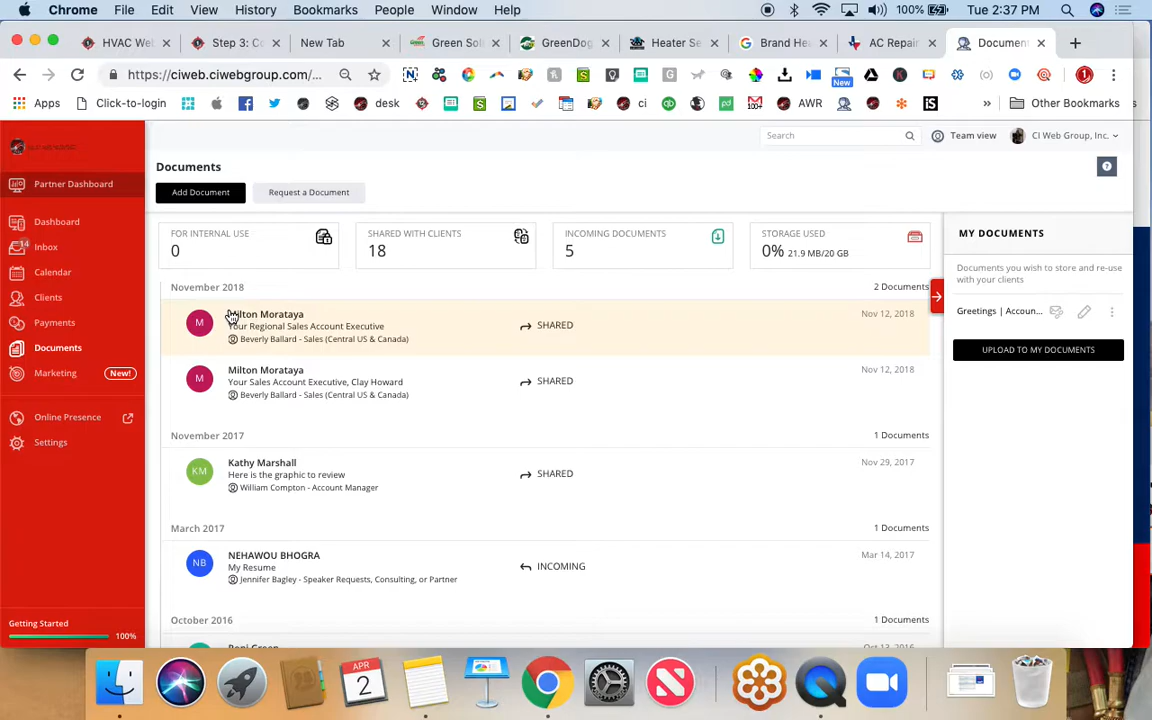 Chrome File Edit View History Bookmarks People Window Help 100% Tue 2:37 PM
HVAC We Step 3: C New Tab Green Sol GreenDog Heater Se Brand He AC Repair Documen
https://ciweb.ciwebgroup.com/...
New
Apps Click-to-login desk ci 100+ AWR iS » Other Bookmarks
Search Team view CI Web Group, Inc.
Partner Dashboard
Dashboard
14
Inbox
Calendar
Clients
Payments
Documents
Marketing New!
Online Presence
Settings
Getting Started
100%
Documents
Add Document Request a Document
FOR INTERNAL USE
0
SHARED WITH CLIENTS
18
INCOMING DOCUMENTS
5
STORAGE USED
0% 21.9 MB/20 GB
November 2018 2 Documents
M
Milton Morataya
Your Regional Sales Account Executive
Beverly Ballard - Sales (Central US & Canada)
SHARED
Nov 12, 2018
M
Milton Morataya
Your Sales Account Executive, Clay Howard
Beverly Ballard - Sales (Central US & Canada)
SHARED
Nov 12, 2018
November 2017 1 Documents
KM
Kathy Marshall
Here is the graphic to review
William Compton - Account Manager
SHARED
Nov 29, 2017
March 2017 1 Documents
NB
NEHAWOU BHOGRA
My Resume
Jennifer Bagley - Speaker Requests, Consulting, or Partner
INCOMING
Mar 14, 2017
October 2016 1 Documents
MY DOCUMENTS
Documents you wish to store and re-use
with your clients
Greetings | Accoun...
UPLOAD TO MY DOCUMENTS
APR
2